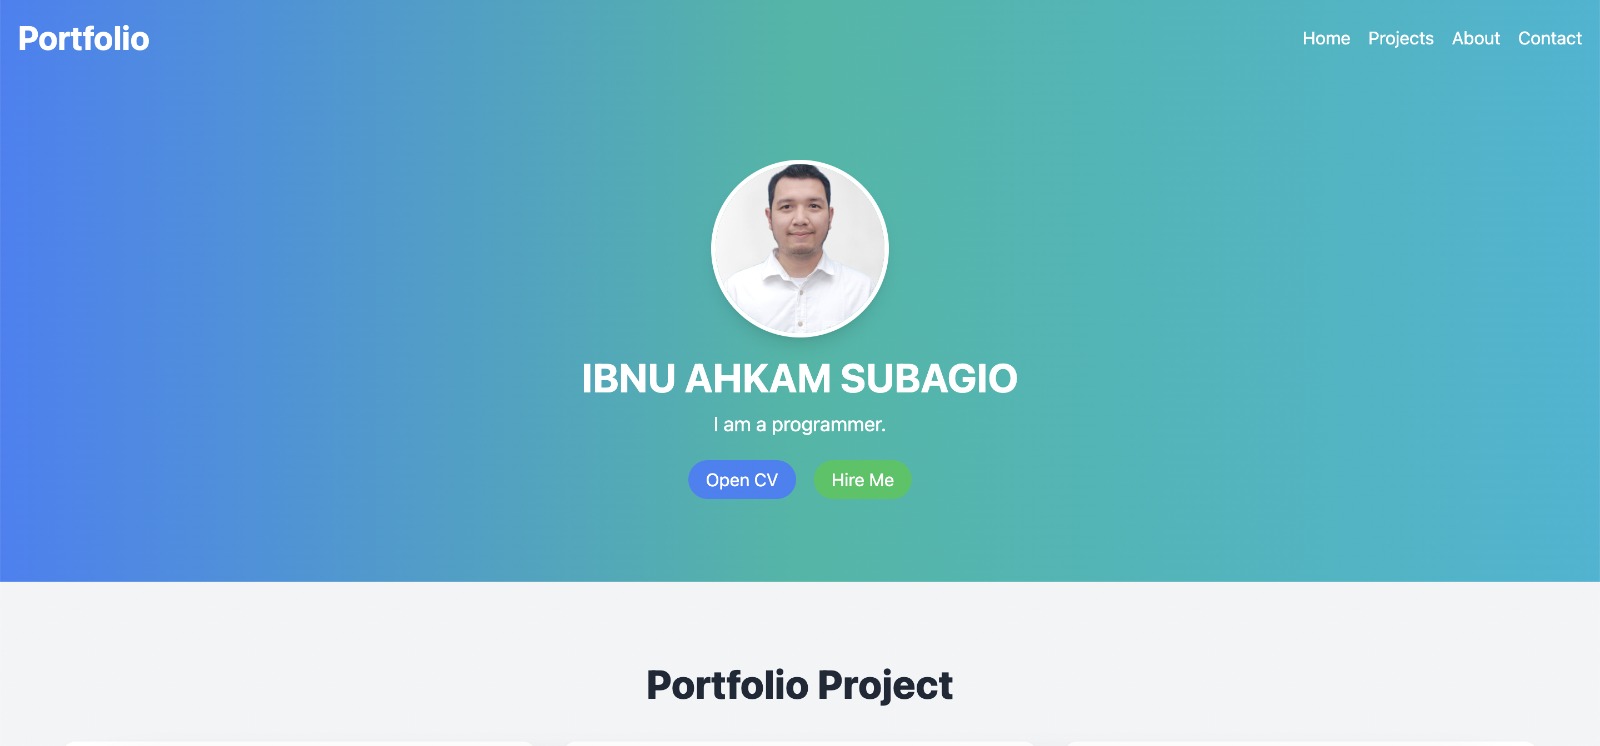 Portfolio
Home Projects About Contact
IBNU AHKAM SUBAGIO
I am a programmer.
Open CV Hire Me
Portfolio Project